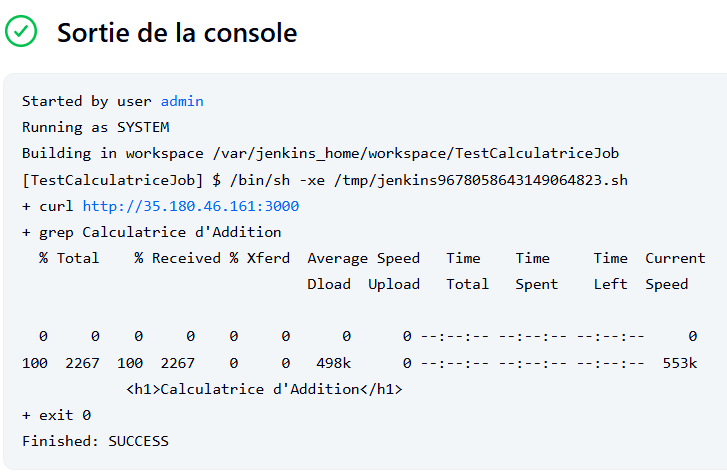 Sortie de la console
Started by user admin
Running as SYSTEM
Building in workspace /var/jenkins_home/workspace/TestCalculatriceJob
[TestCalculatriceJob] $ /bin/sh -xe /tmp/jenkins9678058643149064823.sh
+ curl http://35.180.46.161:3000
+ grep Calculatrice d'Addition
  % Total    % Received % Xferd  Average Speed   Time    Time     Time  Current
                                 Dload  Upload   Total   Spent    Left  Speed
  0     0    0     0    0     0      0      0 --:--:-- --:--:-- --:--:--     0
100  2267  100  2267    0     0   498k      0 --:--:-- --:--:-- --:--:--  553k
            <h1>Calculatrice d'Addition</h1>
+ exit 0
Finished: SUCCESS